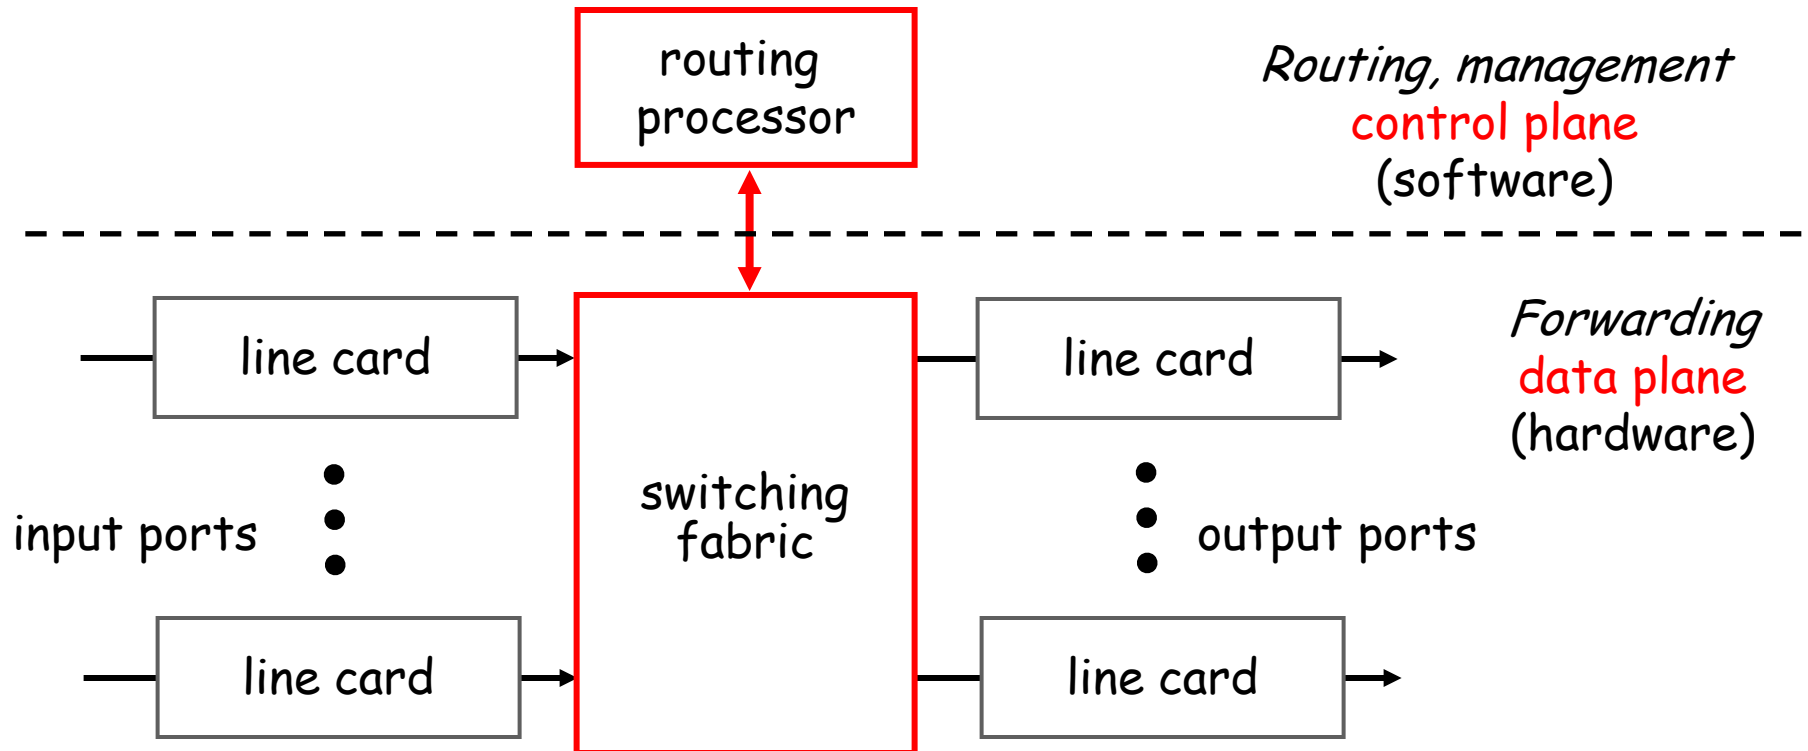 routing
processor
Routing, management
control plane
(software)
line card
line card
Forwarding
data plane
(hardware)
switching
fabric
input ports
output ports
line card
line card